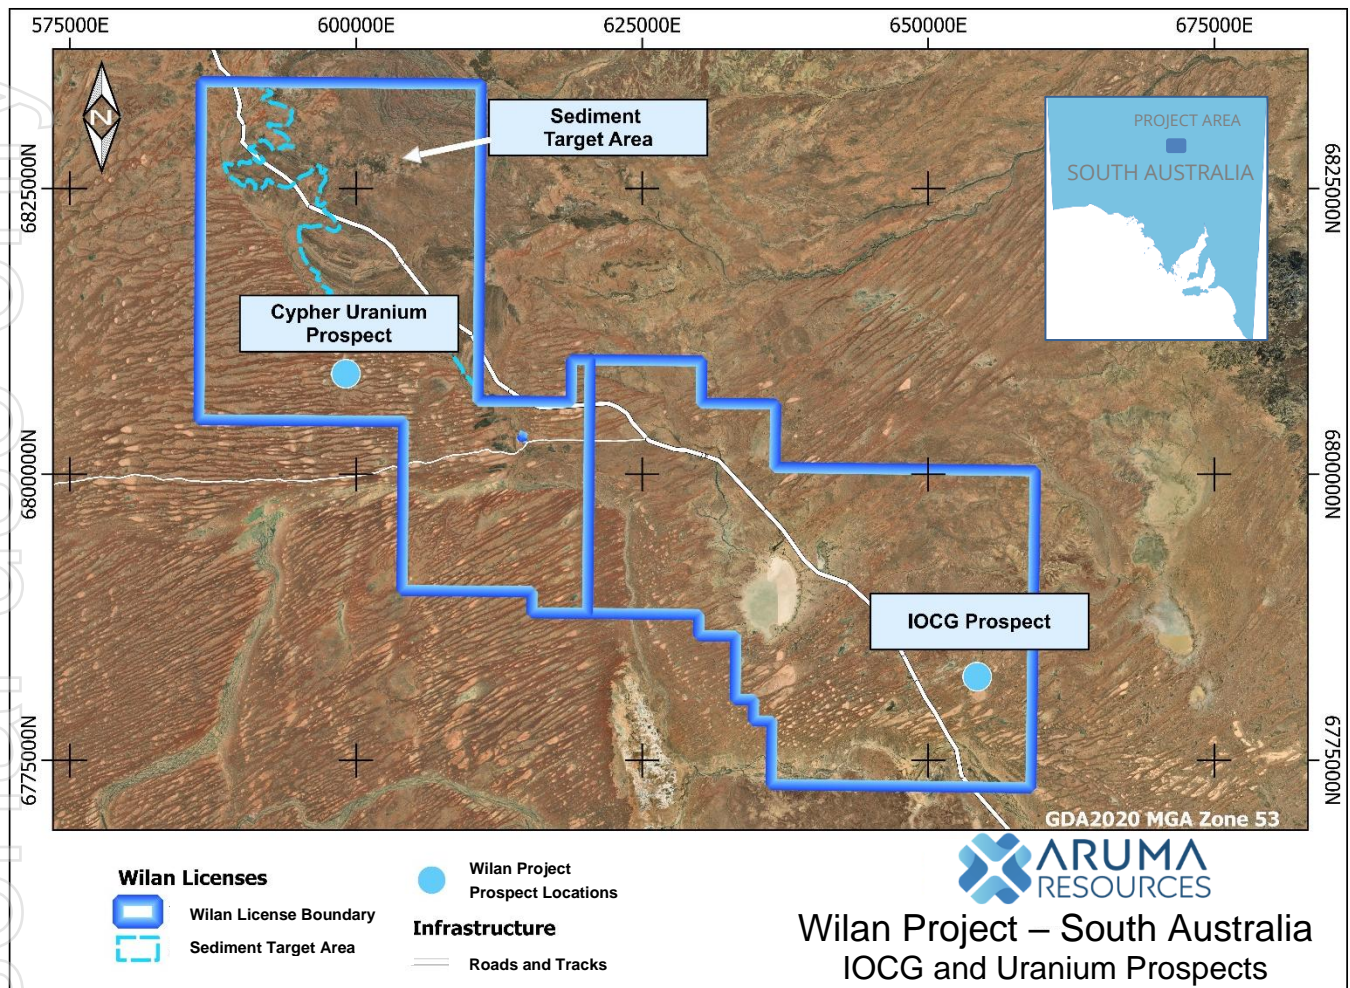 575000E 600000E 625000E 650000E 675000E
6825000N
6800000N
6775000N
6825000N
6800000N
6775000N
N
Sediment
Target Area
PROJECT AREA
SOUTH AUSTRALIA
Cypher Uranium
Prospect
IOCG Prospect
GDA2020 MGA Zone 53
Wilan Licenses
Wilan License Boundary
Sediment Target Area
Wilan Project
Prospect Locations
Infrastructure
Roads and Tracks
ARUMA
RESOURCES
Wilan Project – South Australia
IOCG and Uranium Prospects